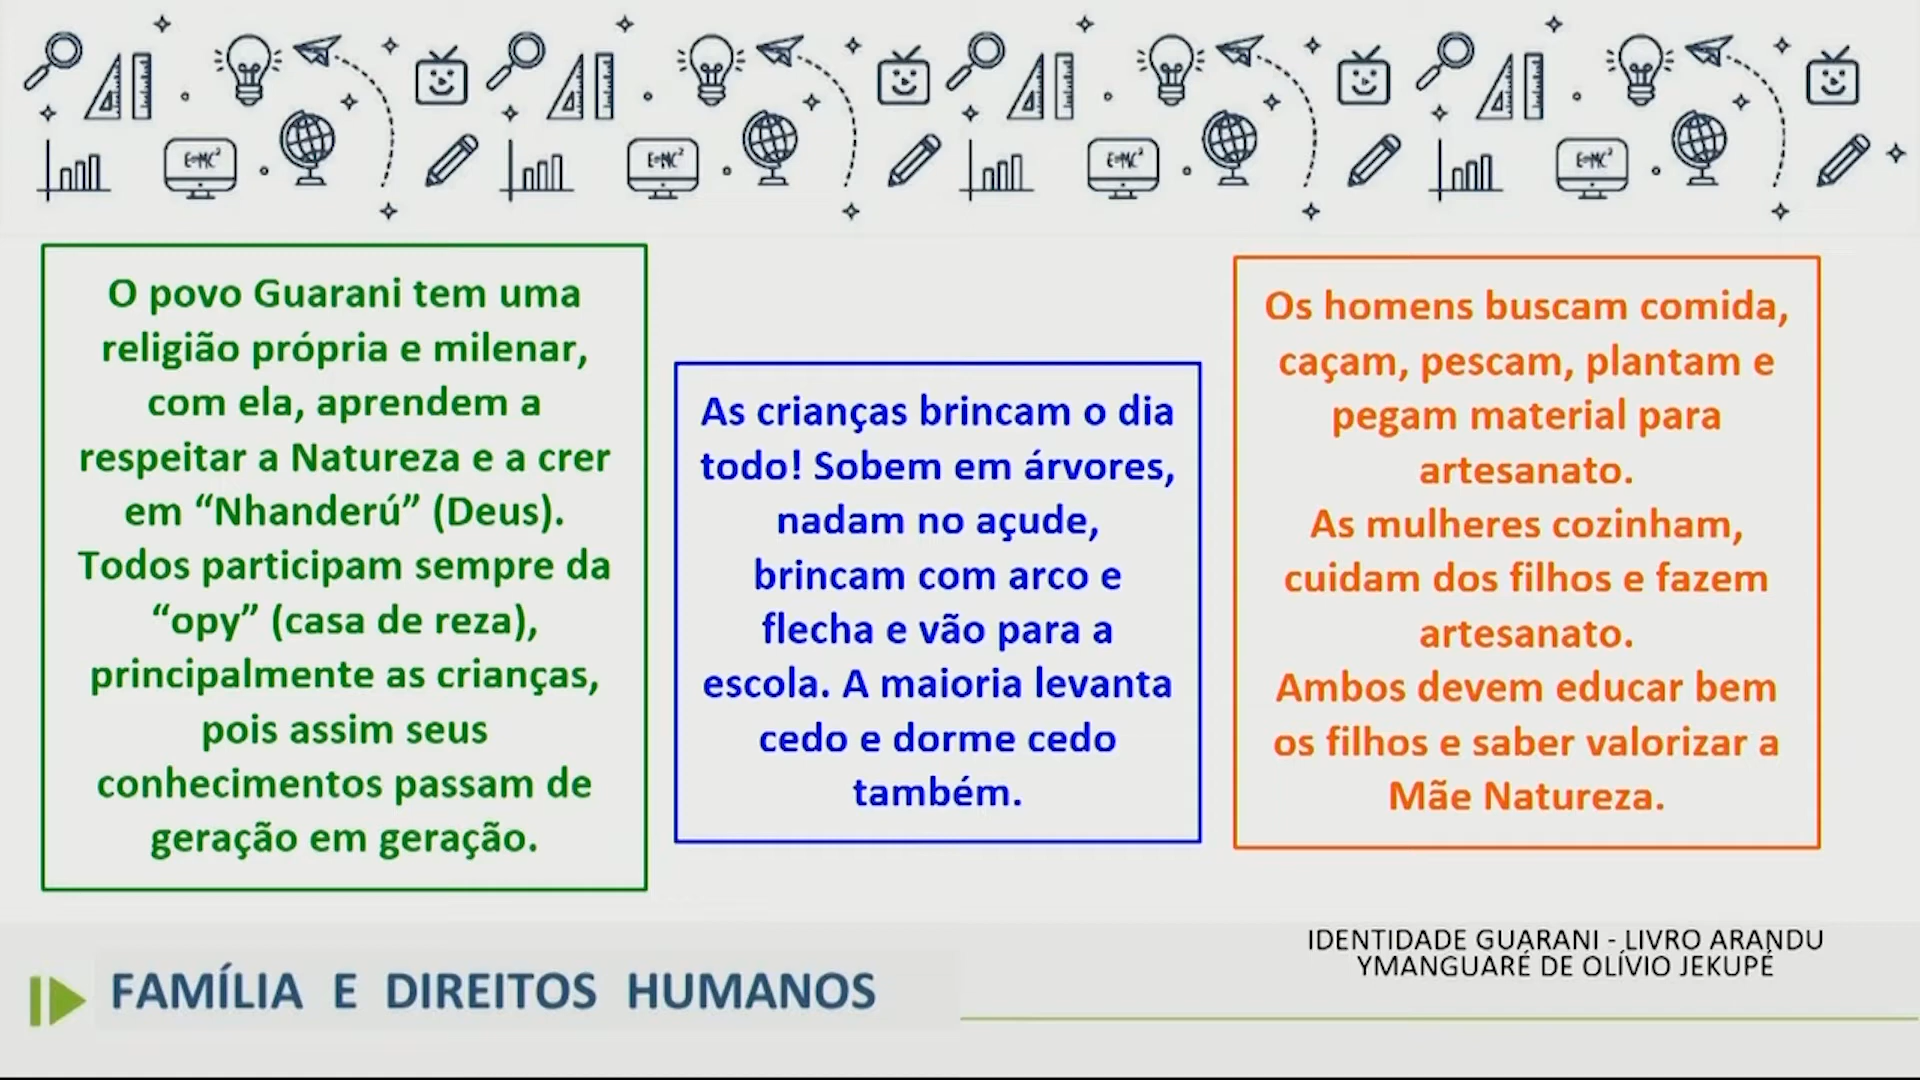 E=MC²
E=MC²
E=MC²
E=MC²
O povo Guarani tem uma
religião própria e milenar,
com ela, aprendem a
respeitar a Natureza e a crer
em “Nhanderú” (Deus).
Todos participam sempre da
“opy” (casa de reza),
principalmente as crianças,
pois assim seus
conhecimentos passam de
geração em geração.
As crianças brincam o dia
todo! Sobem em árvores,
nadam no açude,
brincam com arco e
flecha e vão para a
escola. A maioria levanta
cedo e dorme cedo
também.
Os homens buscam comida,
caçam, pescam, plantam e
pegam material para
artesanato.
As mulheres cozinham,
cuidam dos filhos e fazem
artesanato.
Ambos devem educar bem
os filhos e saber valorizar a
Mãe Natureza.
FAMÍLIA E DIREITOS HUMANOS
IDENTIDADE GUARANI - LIVRO ARANDU
YMANGUARÉ DE OLÍVIO JEKUPÉ